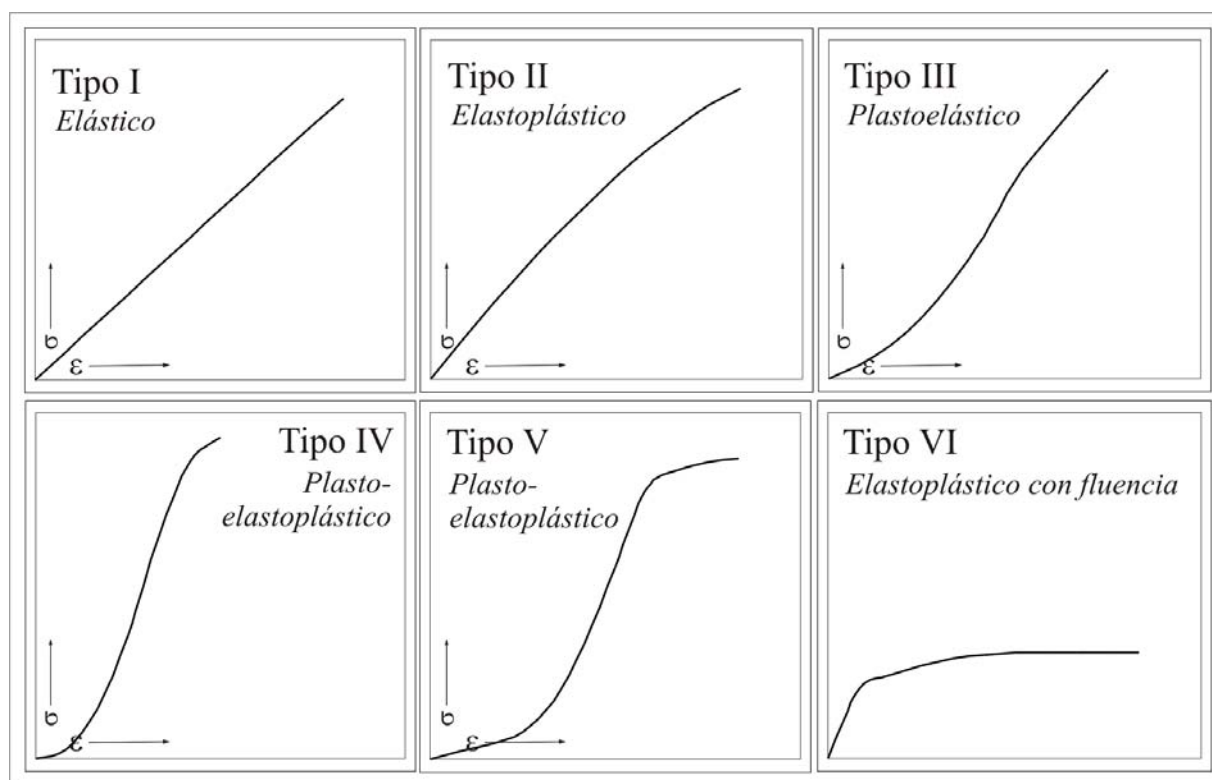 Tipo I
Elástico
σ
ε
Tipo II
Elastoplástico
σ
ε
Tipo III
Plastoelástico
σ
ε
Tipo IV
Plasto-
elastoplástico
σ
ε
Tipo V
Plasto-
elastoplástico
σ
ε
Tipo VI
Elastoplástico con fluencia